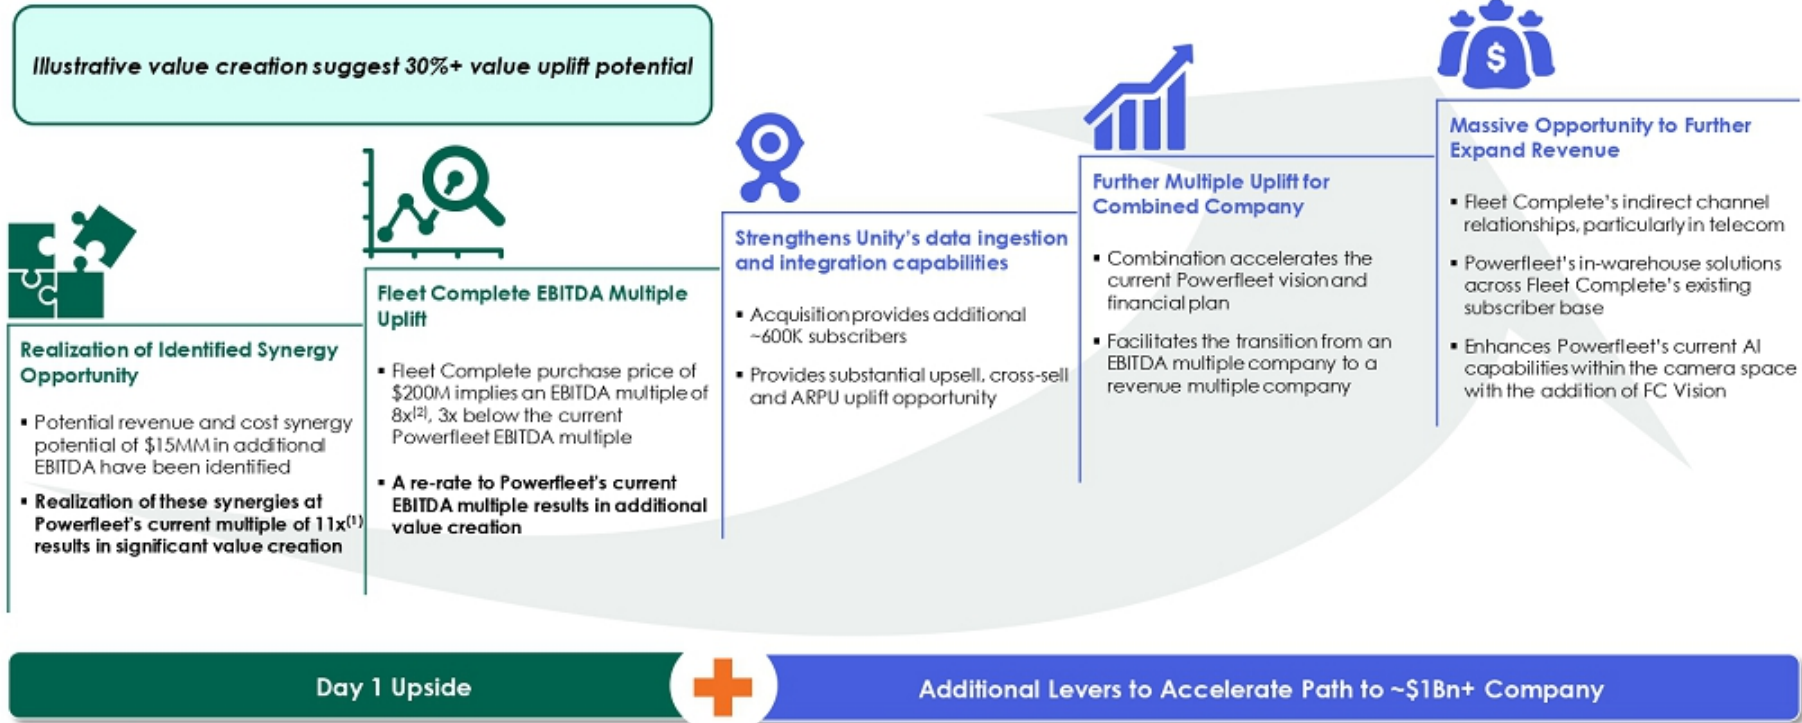 Illustrative value creation suggest 30%+ value uplift potential
Realization of Identified Synergy
Opportunity
▪ Potential revenue and cost synergy
potential of $15MM in additional
EBITDA have been identified
▪ Realization of these synergies at
Powerfleet's current multiple of 11x(1)
results in significant value creation
Fleet Complete EBITDA Multiple
Uplift
▪ Fleet Complete purchase price of
$200M implies an EBITDA multiple of
8x[2], 3x below the current
Powerfleet EBITDA multiple
▪ A re-rate to Powerfleet's current
EBITDA multiple results in additional
value creation
Strengthens Unity's data ingestion
and integration capabilities
▪ Acquisition provides additional
~600K subscribers
▪ Provides substantial upsell, cross-sell
and ARPU uplift opportunity
Further Multiple Uplift for
Combined Company
▪ Combination accelerates the
current Powerfleet vision and
financial plan
▪ Facilitates the transition from an
EBITDA multiple company to a
revenue multiple company
$
Massive Opportunity to Further
Expand Revenue
▪ Fleet Complete's indirect channel
relationships, particularly in telecom
▪ Powerfleet's in-warehouse solutions
across Fleet Complete's existing
subscriber base
▪ Enhances Powerfleet's current AI
capabilities within the camera space
with the addition of FC Vision
Day 1 Upside
Additional Levers to Accelerate Path to ~$1Bn+ Company